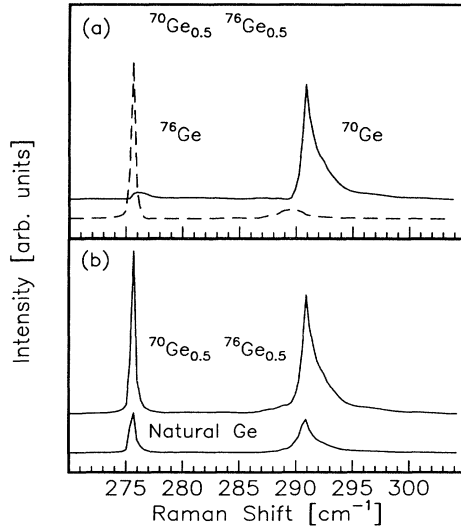 (a)
⁷⁰Ge₀.₅ ⁷⁶Ge₀.₅
⁷⁶Ge
⁷⁰Ge
Intensity [arb. units]
(b)
⁷⁰Ge₀.₅ ⁷⁶Ge₀.₅
Natural Ge
275 280 285 290 295 300
Raman Shift [cm⁻¹]